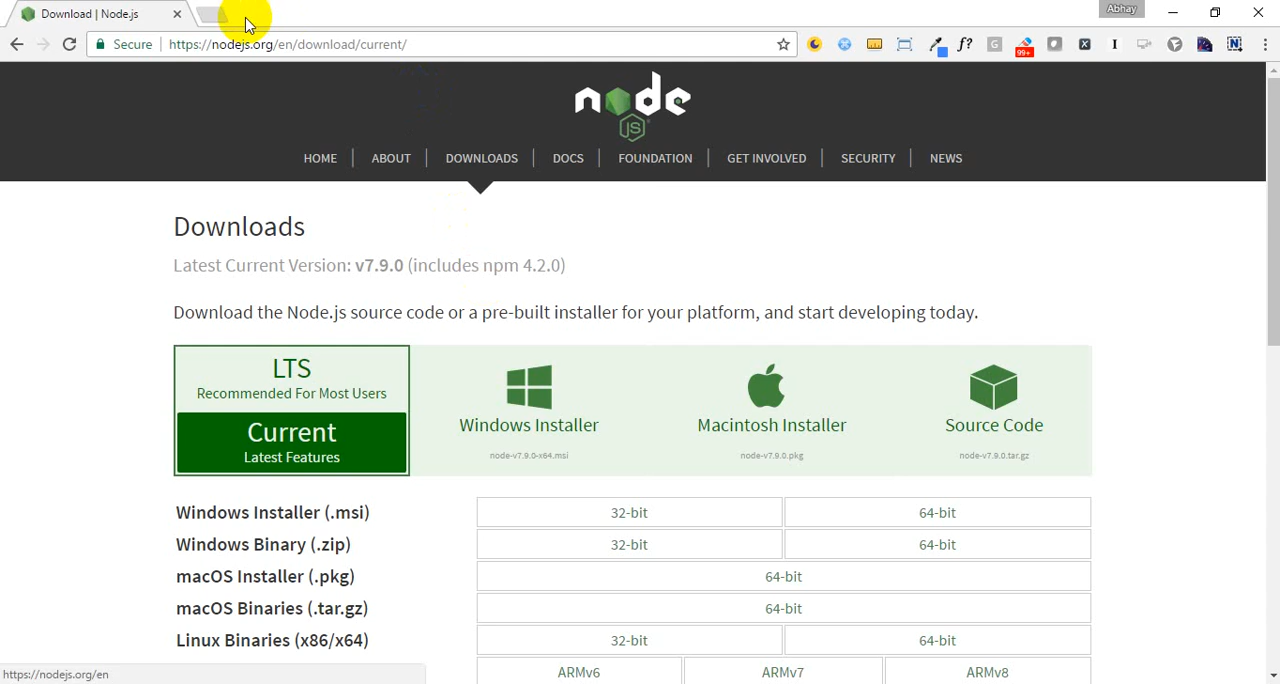 Download | Node.js
Abhay
Secure https://nodejs.org/en/download/current/
f?
G
99+
X
I
N
node
JS
HOME ABOUT DOWNLOADS DOCS FOUNDATION GET INVOLVED SECURITY NEWS
Downloads
Latest Current Version: v7.9.0 (includes npm 4.2.0)
Download the Node.js source code or a pre-built installer for your platform, and start developing today.
LTS
Recommended For Most Users
Current
Latest Features
Windows Installer
node-v7.9.0-x64.msi
Macintosh Installer
node-v7.9.0.pkg
Source Code
node-v7.9.0.tar.gz
Windows Installer (.msi) 32-bit 64-bit
Windows Binary (.zip) 32-bit 64-bit
macOS Installer (.pkg) 64-bit
macOS Binaries (.tar.gz) 64-bit
Linux Binaries (x86/x64) 32-bit 64-bit
ARMv6 ARMv7 ARMv8
https://nodejs.org/en